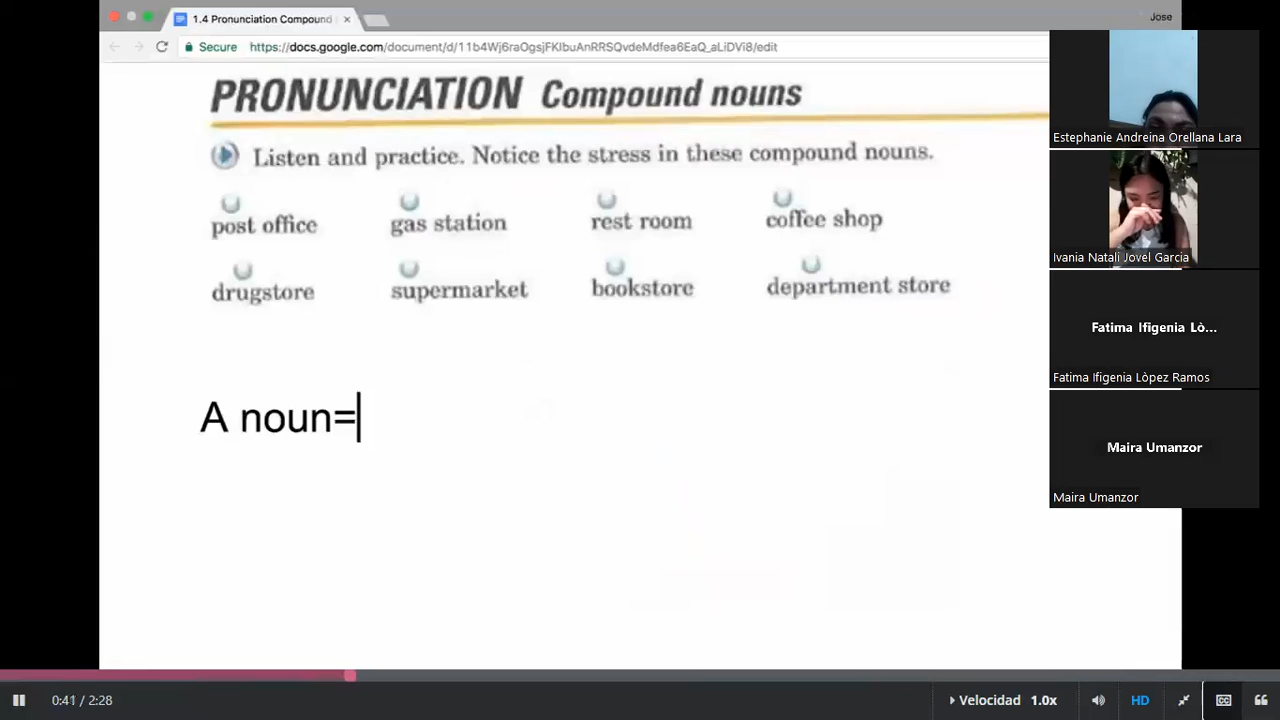 1.4 Pronunciation Compound
Jose
Secure https://docs.google.com/document/d/11b4Wj6raOgsjFKlbuAnRRSQvdeMdfea6EaQ_aLiDVi8/edit
PRONUNCIATION Compound nouns
Listen and practice. Notice the stress in these compound nouns.
post office gas station rest room coffee shop
drugstore supermarket bookstore department store
A noun=
Estephanie Andreina Orellana Lara
Ivania Natali Jovel Garcia
Fatima Ifigenia Lò...
Fatima Ifigenia Lòpez Ramos
Maira Umanzor
Maira Umanzor
0:41 / 2:28 Velocidad 1.0x HD CC